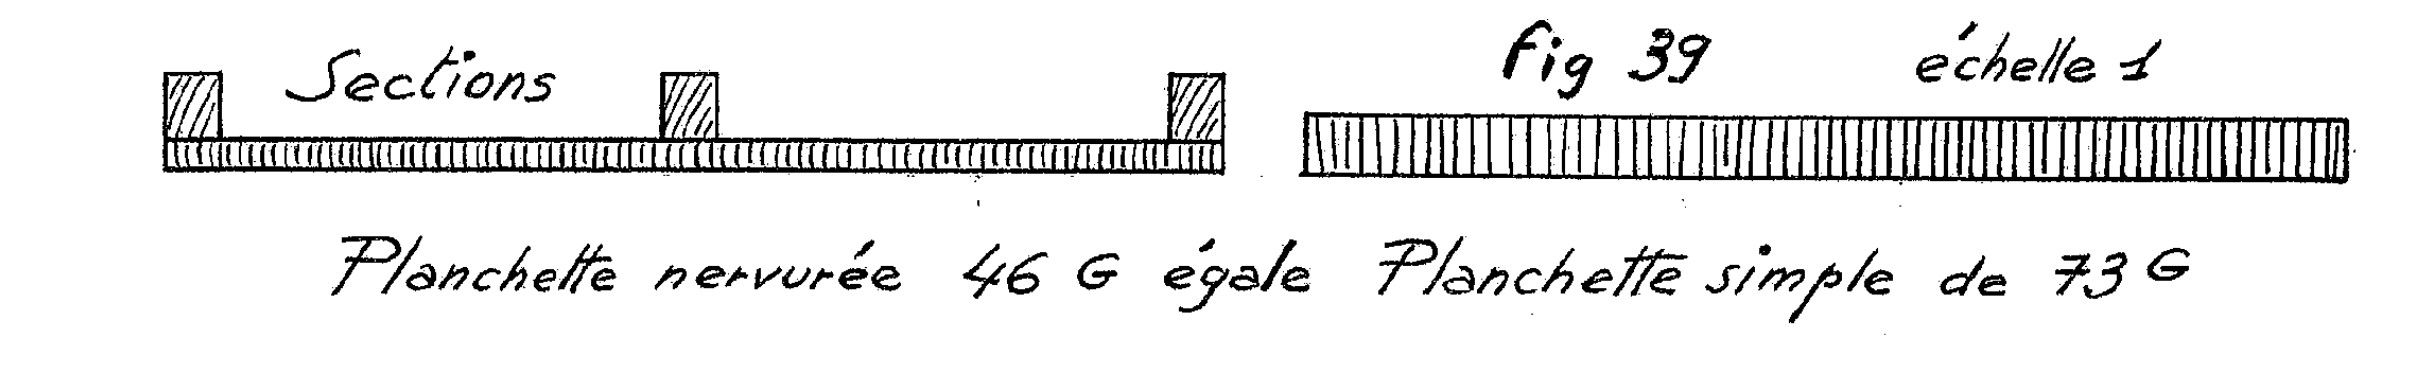 Sections
fig 39 échelle 1
Planchette nervurée 46 G égale Planchette simple de 73 G